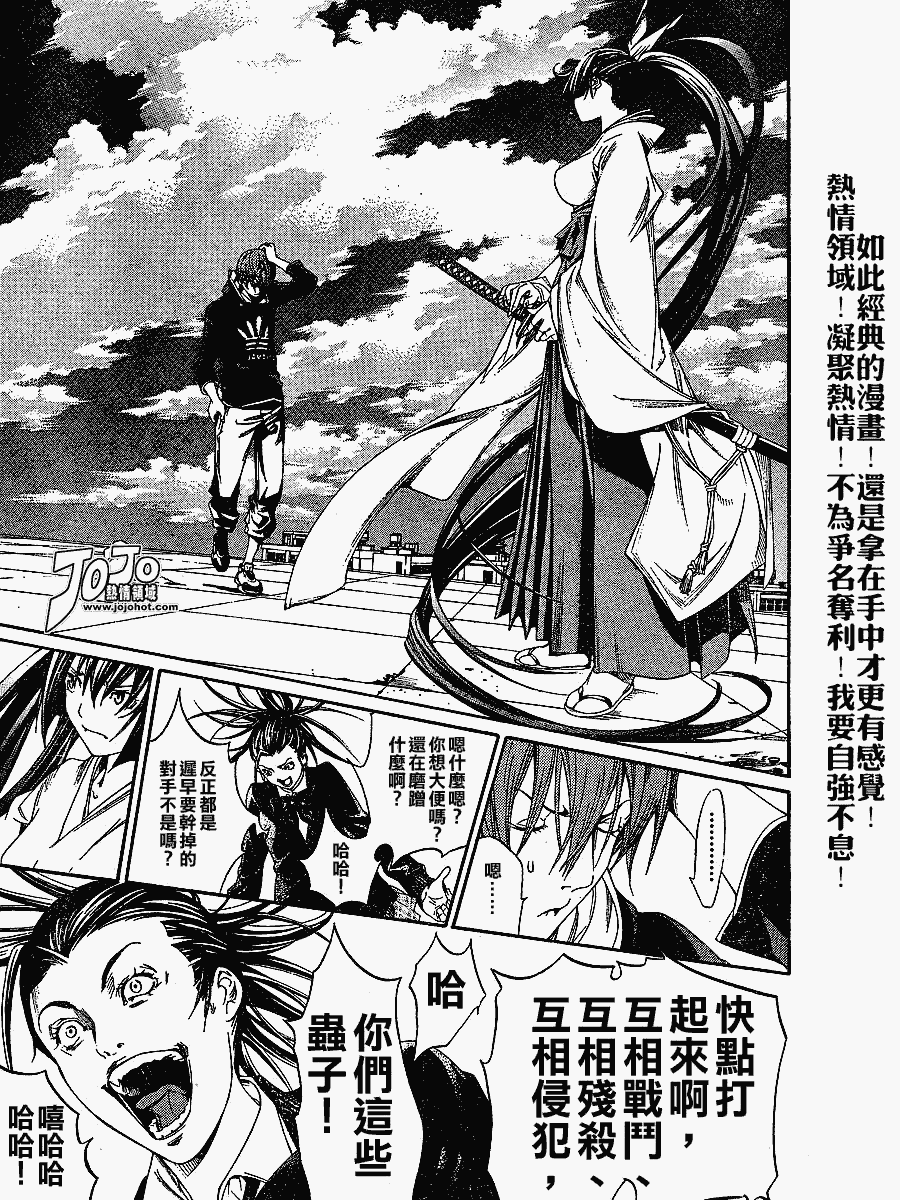 如此經典的漫畫！還是拿在手中才更有感覺！
熱情領域！凝聚熱情！不為爭名奪利！我要自強不息！
JOJO
熱情領域
www.jojohot.com
………
嗯……
嗯什麼嗯？
你想大便嗎？
還在磨蹭
什麼啊？
哈哈！
反正都是
遲早要幹掉的
對手不是嗎？
快點打
起來啊，
互相戰鬥、
互相殘殺、
互相侵犯，
哈
你們這些
蟲子！
嘻哈哈
哈哈！